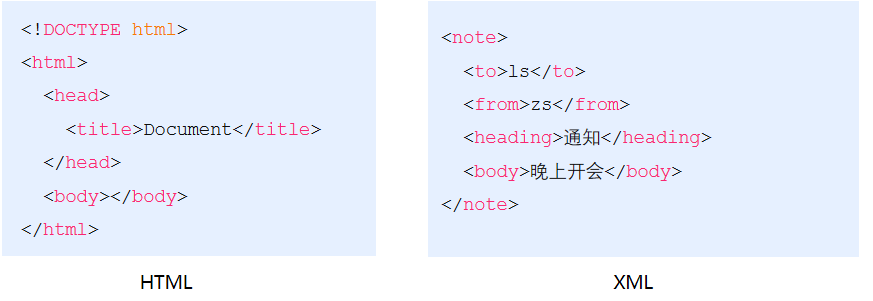 <!DOCTYPE html>
<html>
  <head>
    <title>Document</title>
  </head>
  <body></body>
</html>
HTML
<note>
  <to>ls</to>
  <from>zs</from>
  <heading>通知</heading>
  <body>晚上开会</body>
</note>
XML